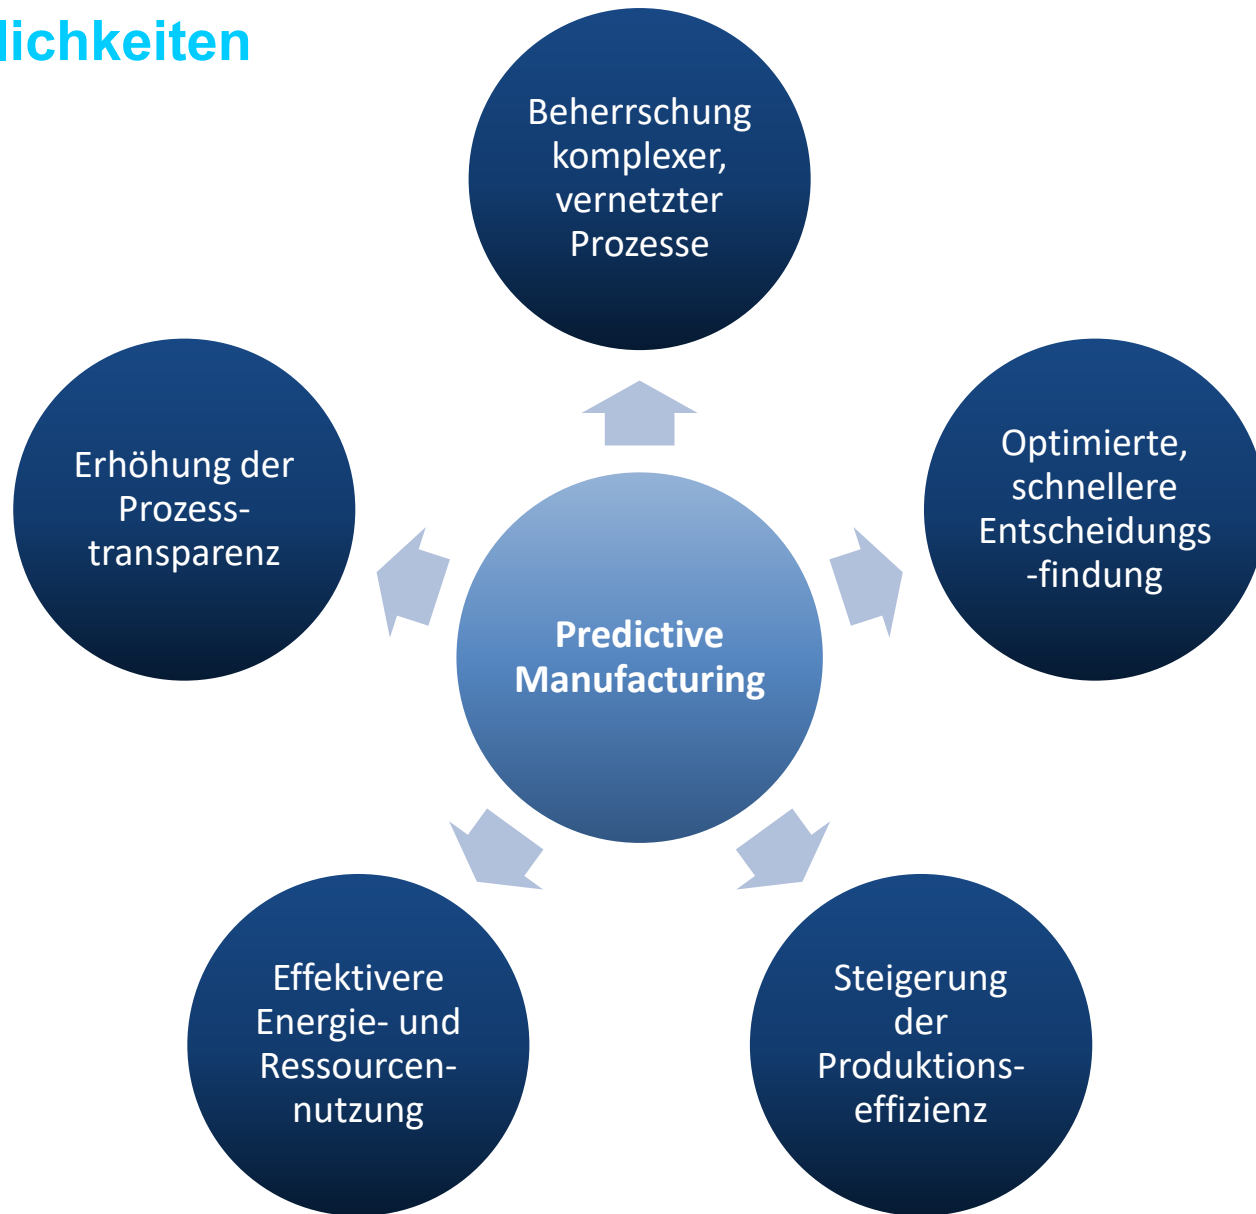 lichkeiten
Beherrschung
komplexer,
vernetzter
Prozesse
Erhöhung der
Prozess-
transparenz
Optimierte,
schnellere
Entscheidungs
-findung
Predictive
Manufacturing
Effektivere
Energie- und
Ressourcen-
nutzung
Steigerung
der
Produktions-
effizienz